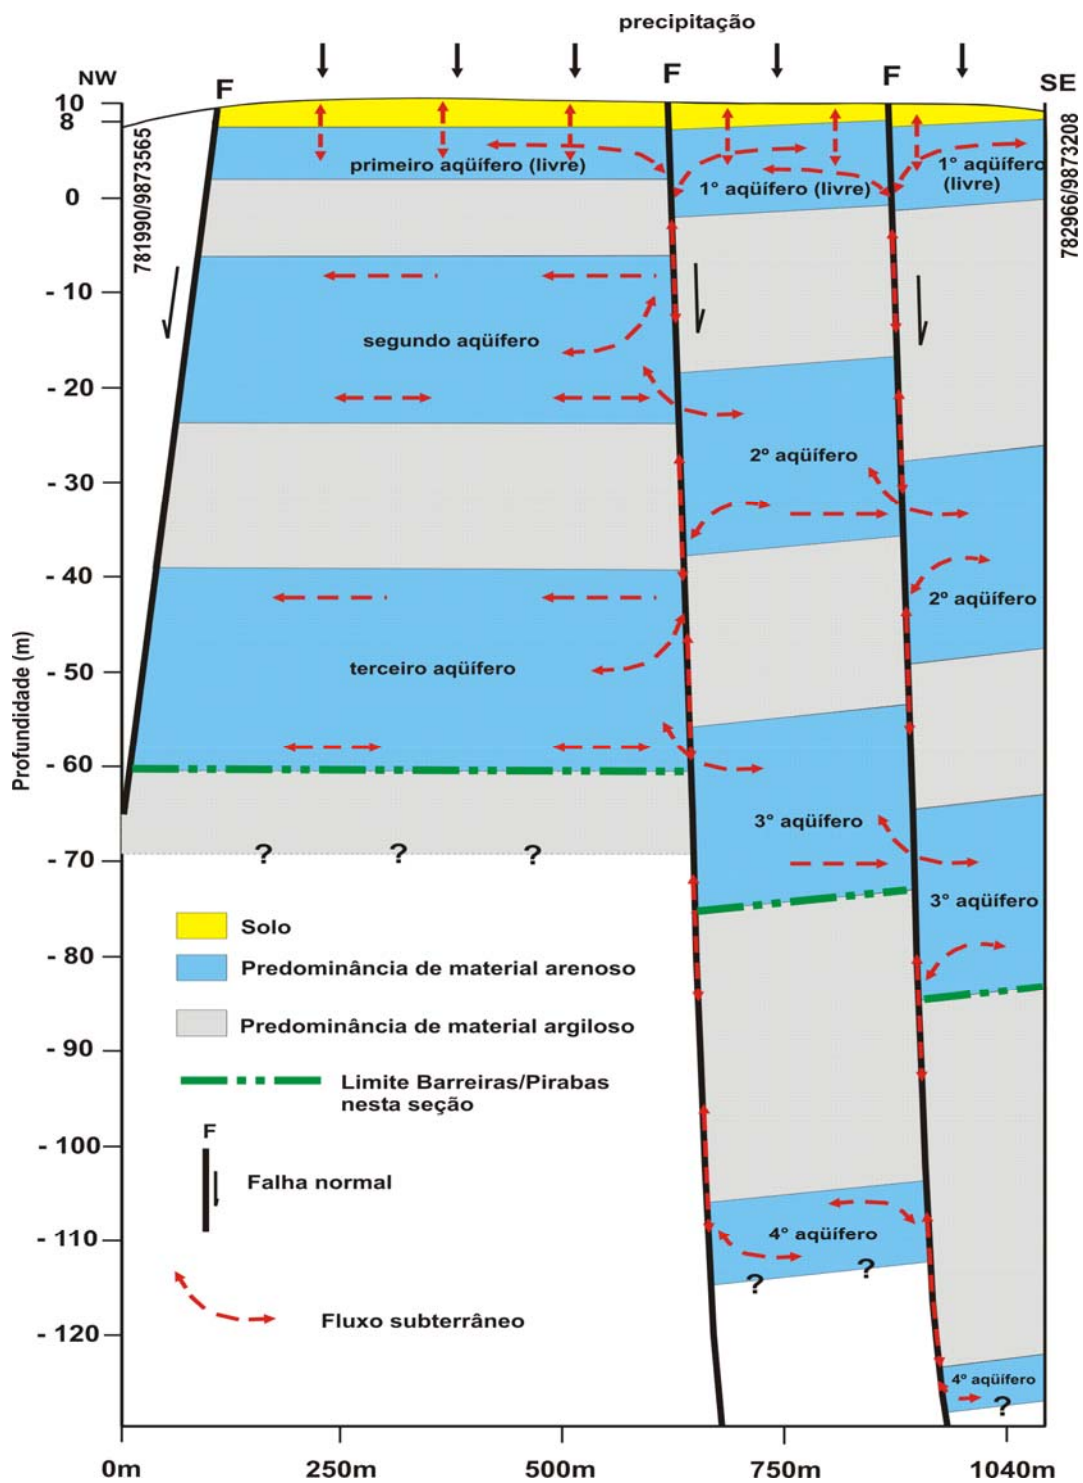 precipitação
NW
F
F
F
SE
10
8
0
- 10
- 20
- 30
- 40
- 50
- 60
- 70
- 80
- 90
- 100
- 110
- 120
Profundidade (m)
781990/9873565
782966/9873208
primeiro aqüífero (livre)
1° aqüífero (livre)
1° aqüífero
(livre)
segundo aqüífero
2º aqüífero
2º aqüífero
terceiro aqüífero
3° aqüífero
3° aqüífero
? ? ?
4° aqüífero
? ?
4º aqüífero
?
Solo
Predominância de material arenoso
Predominância de material argiloso
Limite Barreiras/Pirabas
nesta seção
F
Falha normal
Fluxo subterrâneo
0m 250m 500m 750m 1040m